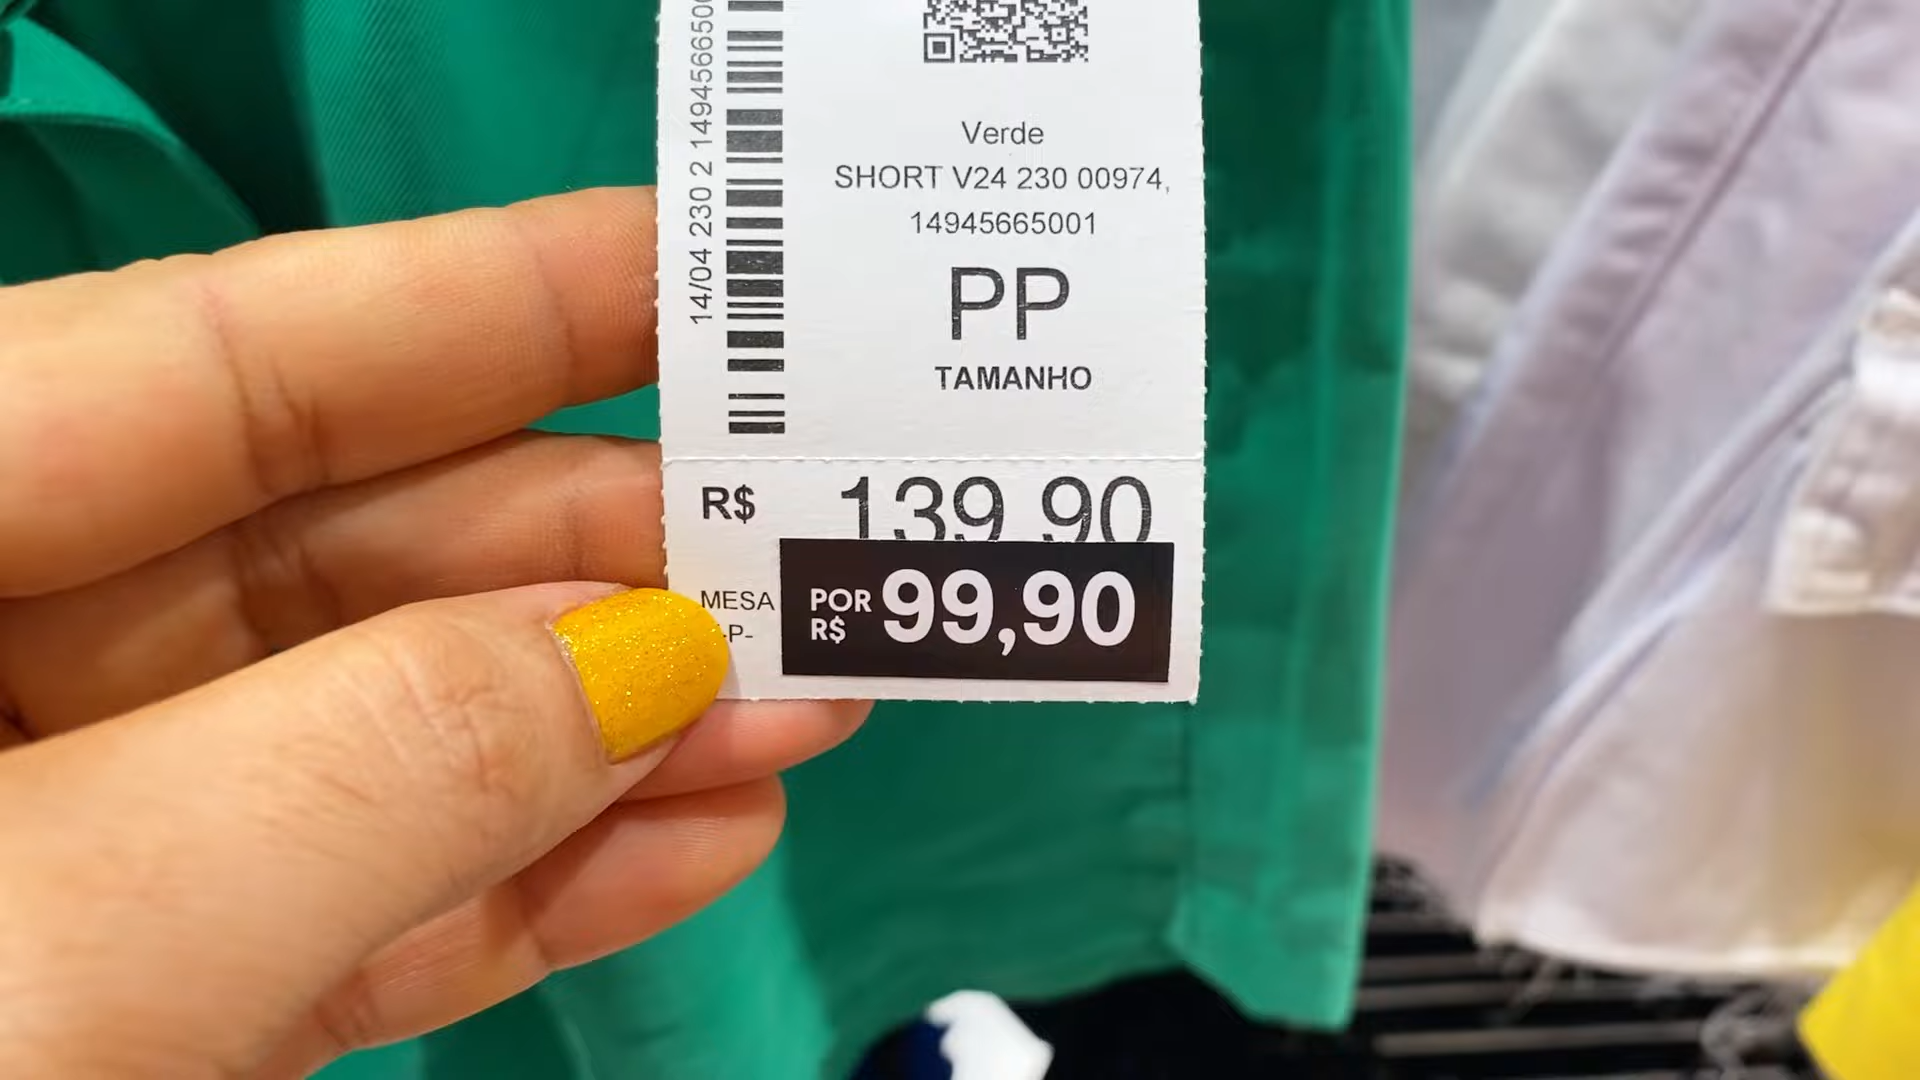 14/04 230 2 1494566500
Verde
SHORT V24 230 00974,
14945665001
PP
TAMANHO
R$ 139,90
MESA
-P-
POR
R$ 99,90